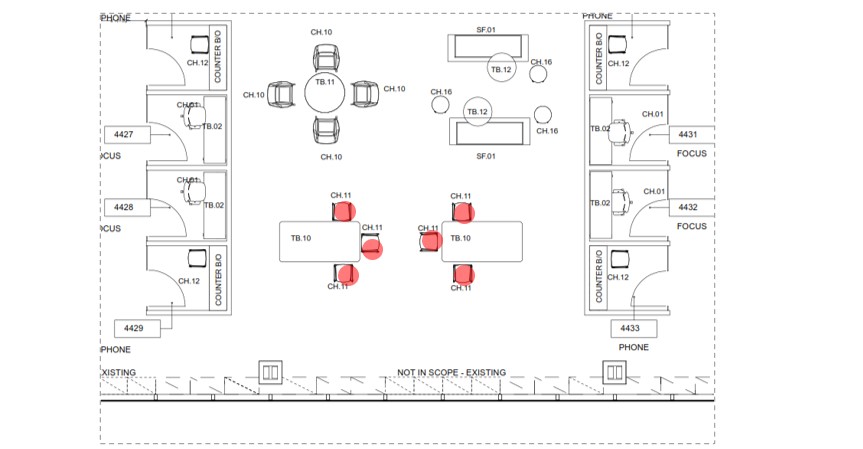 PHONE
PHONE
CH.10
SF.01
COUNTER B/O
CH.12
COUNTER B/O
CH.12
CH.16
TB.12
TB.11
CH.10
CH.10
CH.16
CH.01
TB.12
CH.01
TB.02
TB.02
CH.16
4427
4431
OCUS
FOCUS
CH.10
SF.01
CH.01
CH.01
TB.02
TB.02
CH.11
CH.11
4428
4432
OCUS
FOCUS
CH.11
CH.11
TB.10
TB.10
COUNTER B/O
CH.12
COUNTER B/O
CH.12
CH.11
CH.11
4429
4433
PHONE
PHONE
XISTING
NOT IN SCOPE - EXISTING